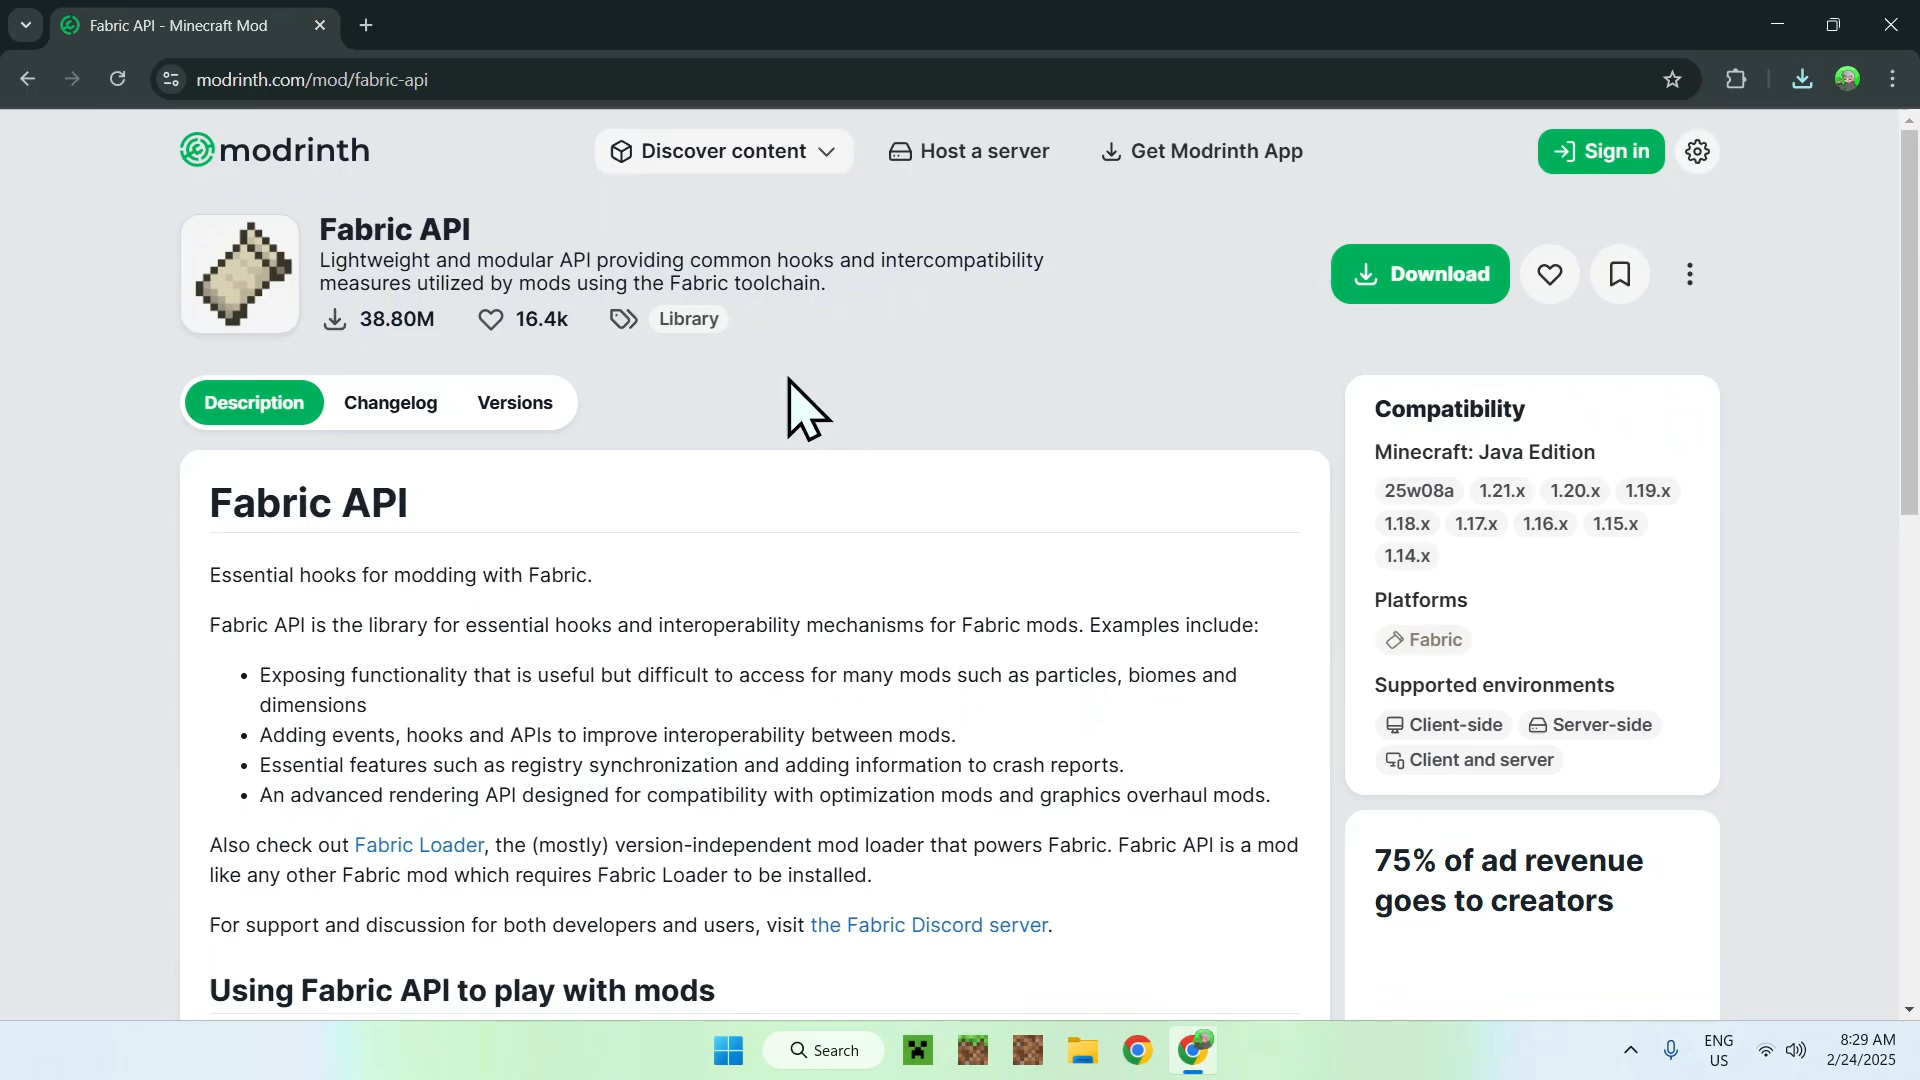 Fabric API - Minecraft Mod
modrinth.com/mod/fabric-api
modrinth
Discover content
Host a server
Get Modrinth App
Sign in
Fabric API
Lightweight and modular API providing common hooks and intercompatibility
measures utilized by mods using the Fabric toolchain.
38.80M
16.4k
Library
Download
Description
Changelog
Versions
Fabric API
Essential hooks for modding with Fabric.
Fabric API is the library for essential hooks and interoperability mechanisms for Fabric mods. Examples include:
• Exposing functionality that is useful but difficult to access for many mods such as particles, biomes and
dimensions
• Adding events, hooks and APIs to improve interoperability between mods.
• Essential features such as registry synchronization and adding information to crash reports.
• An advanced rendering API designed for compatibility with optimization mods and graphics overhaul mods.
Also check out Fabric Loader, the (mostly) version-independent mod loader that powers Fabric. Fabric API is a mod
like any other Fabric mod which requires Fabric Loader to be installed.
For support and discussion for both developers and users, visit the Fabric Discord server.
Using Fabric API to play with mods
Compatibility
Minecraft: Java Edition
25w08a 1.21.x 1.20.x 1.19.x
1.18.x 1.17.x 1.16.x 1.15.x
1.14.x
Platforms
Fabric
Supported environments
Client-side Server-side
Client and server
75% of ad revenue
goes to creators
Search
ENG
US
8:29 AM
2/24/2025